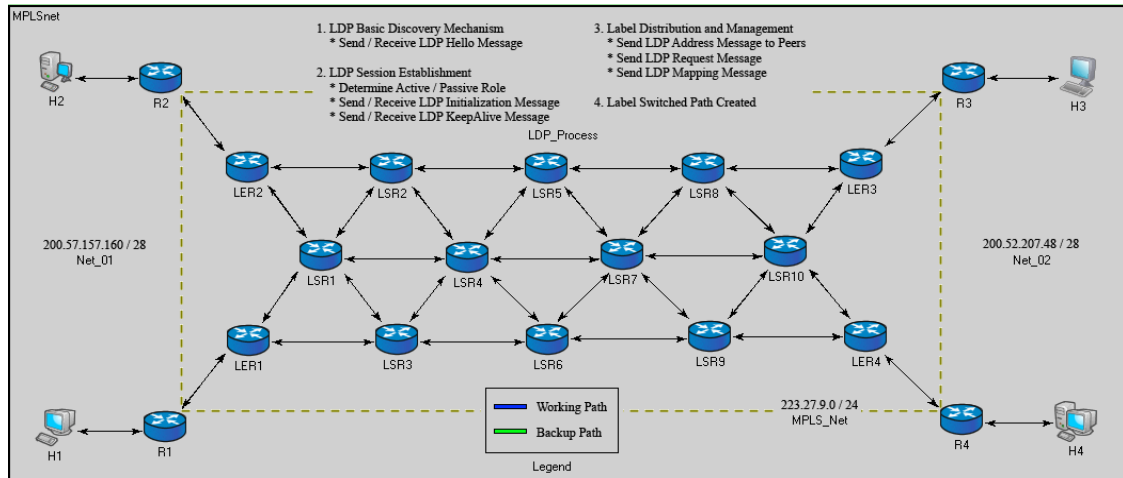 MPLSnet
1. LDP Basic Discovery Mechanism
* Send / Receive LDP Hello Message
2. LDP Session Establishment
* Determine Active / Passive Role
* Send / Receive LDP Initialization Message
* Send / Receive LDP KeepAlive Message
3. Label Distribution and Management
* Send LDP Address Message to Peers
* Send LDP Request Message
* Send LDP Mapping Message
4. Label Switched Path Created
LDP_Process
H2
R2
R3
H3
LER2
LSR2
LSR5
LSR8
LER3
200.57.157.160 / 28
Net_01
LSR1
LSR4
LSR7
LSR10
200.52.207.48 / 28
Net_02
LER1
LSR3
LSR6
LSR9
LER4
Working Path
Backup Path
Legend
223.27.9.0 / 24
MPLS_Net
H1
R1
R4
H4